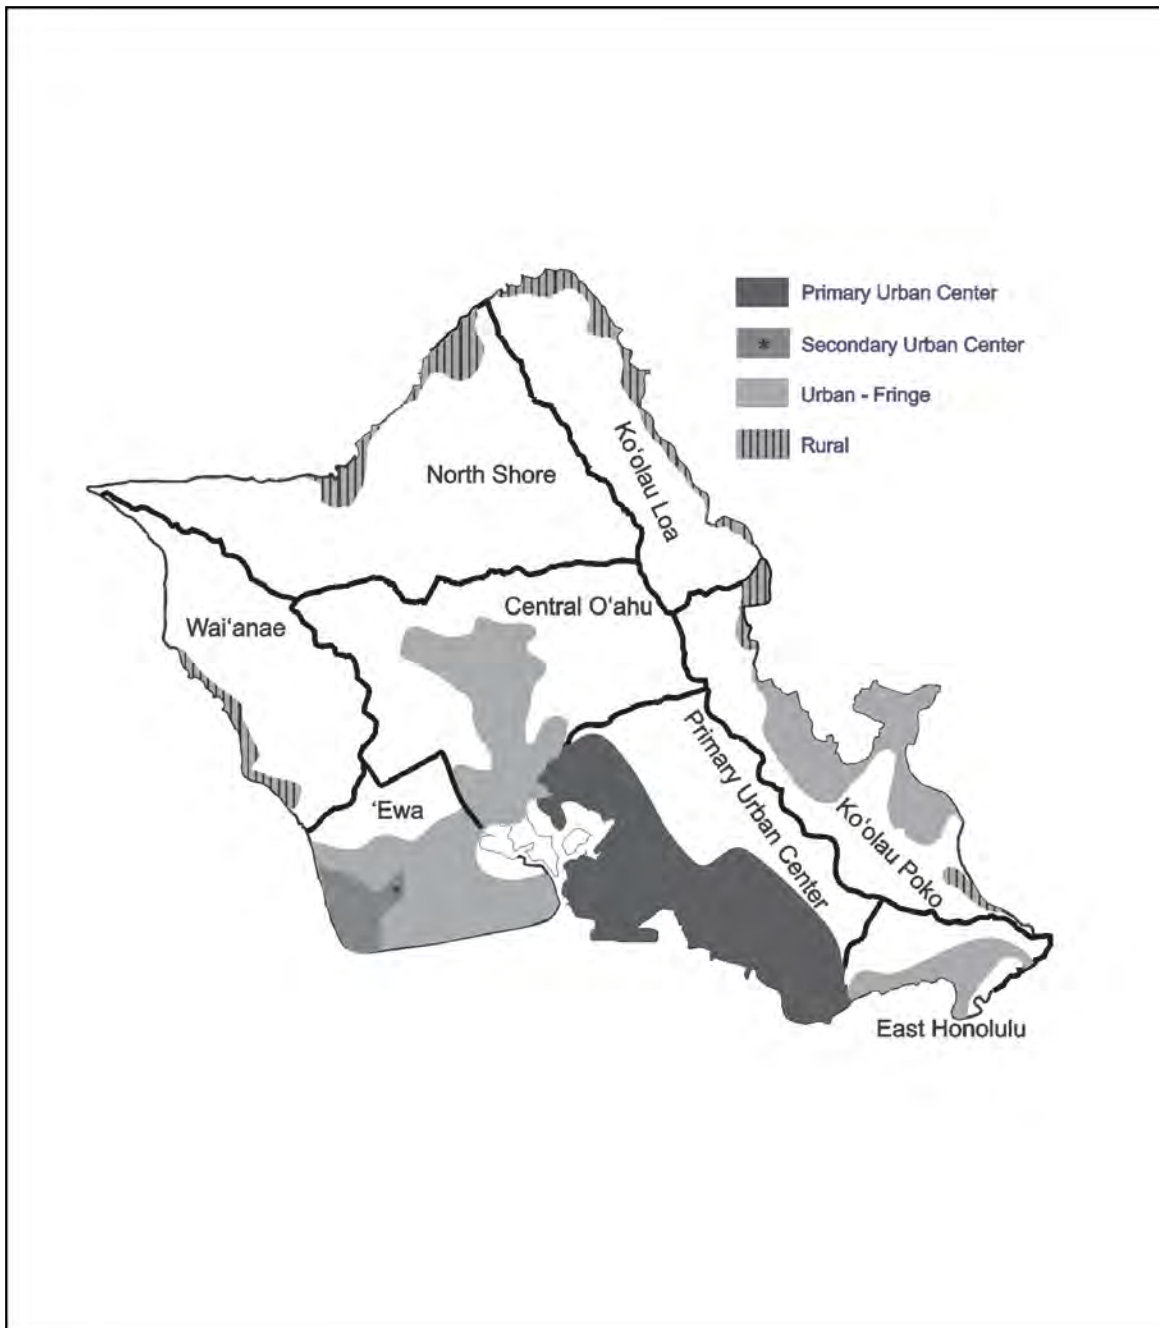 Primary Urban Center
* Secondary Urban Center
Urban - Fringe
Rural
North Shore
Ko‘olau Loa
Central O‘ahu
Wai‘anae
Primary Urban Center
‘Ewa
Ko‘olau Poko
*
East Honolulu